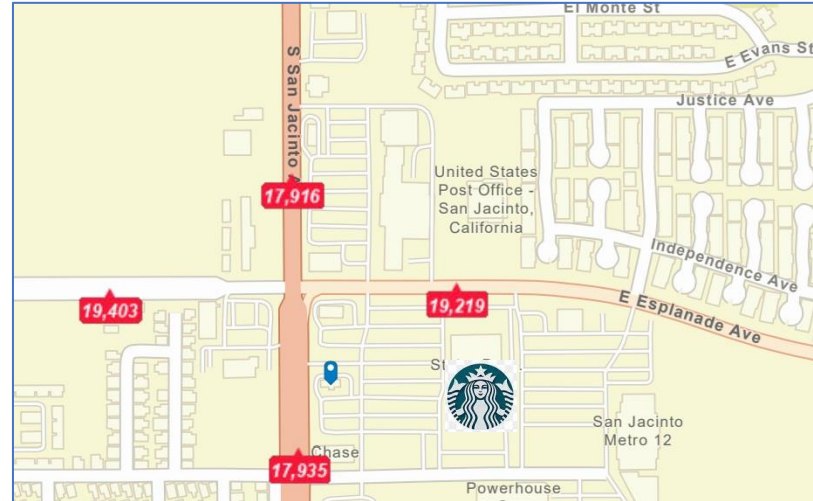 El Monte St
E Evans St
Justice Ave
S San Jacinto A
United States
Post Office -
San Jacinto,
California
17,916
Independence Ave
19,403
19,219
E Esplanade Ave
San Jacinto
Metro 12
Chase
17,935
Powerhouse